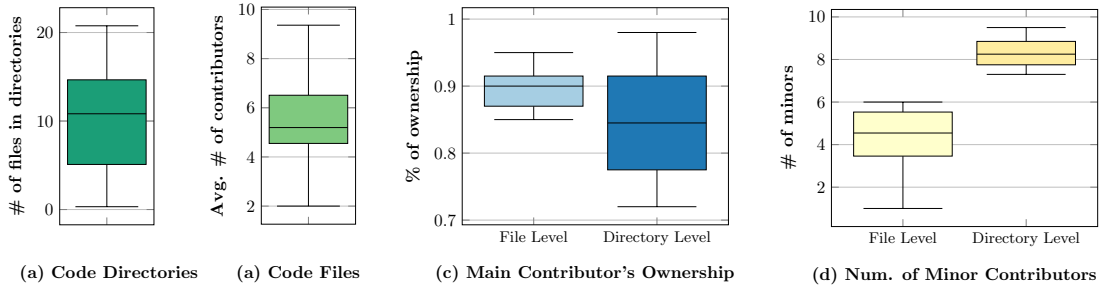 # of files in directories
20
10
0
(a) Code Directories
Avg. # of contributors
10
8
6
4
2
(a) Code Files
% of ownership
1
0.9
0.8
0.7
File Level
Directory Level
(c) Main Contributor's Ownership
# of minors
10
8
6
4
2
File Level
Directory Level
(d) Num. of Minor Contributors